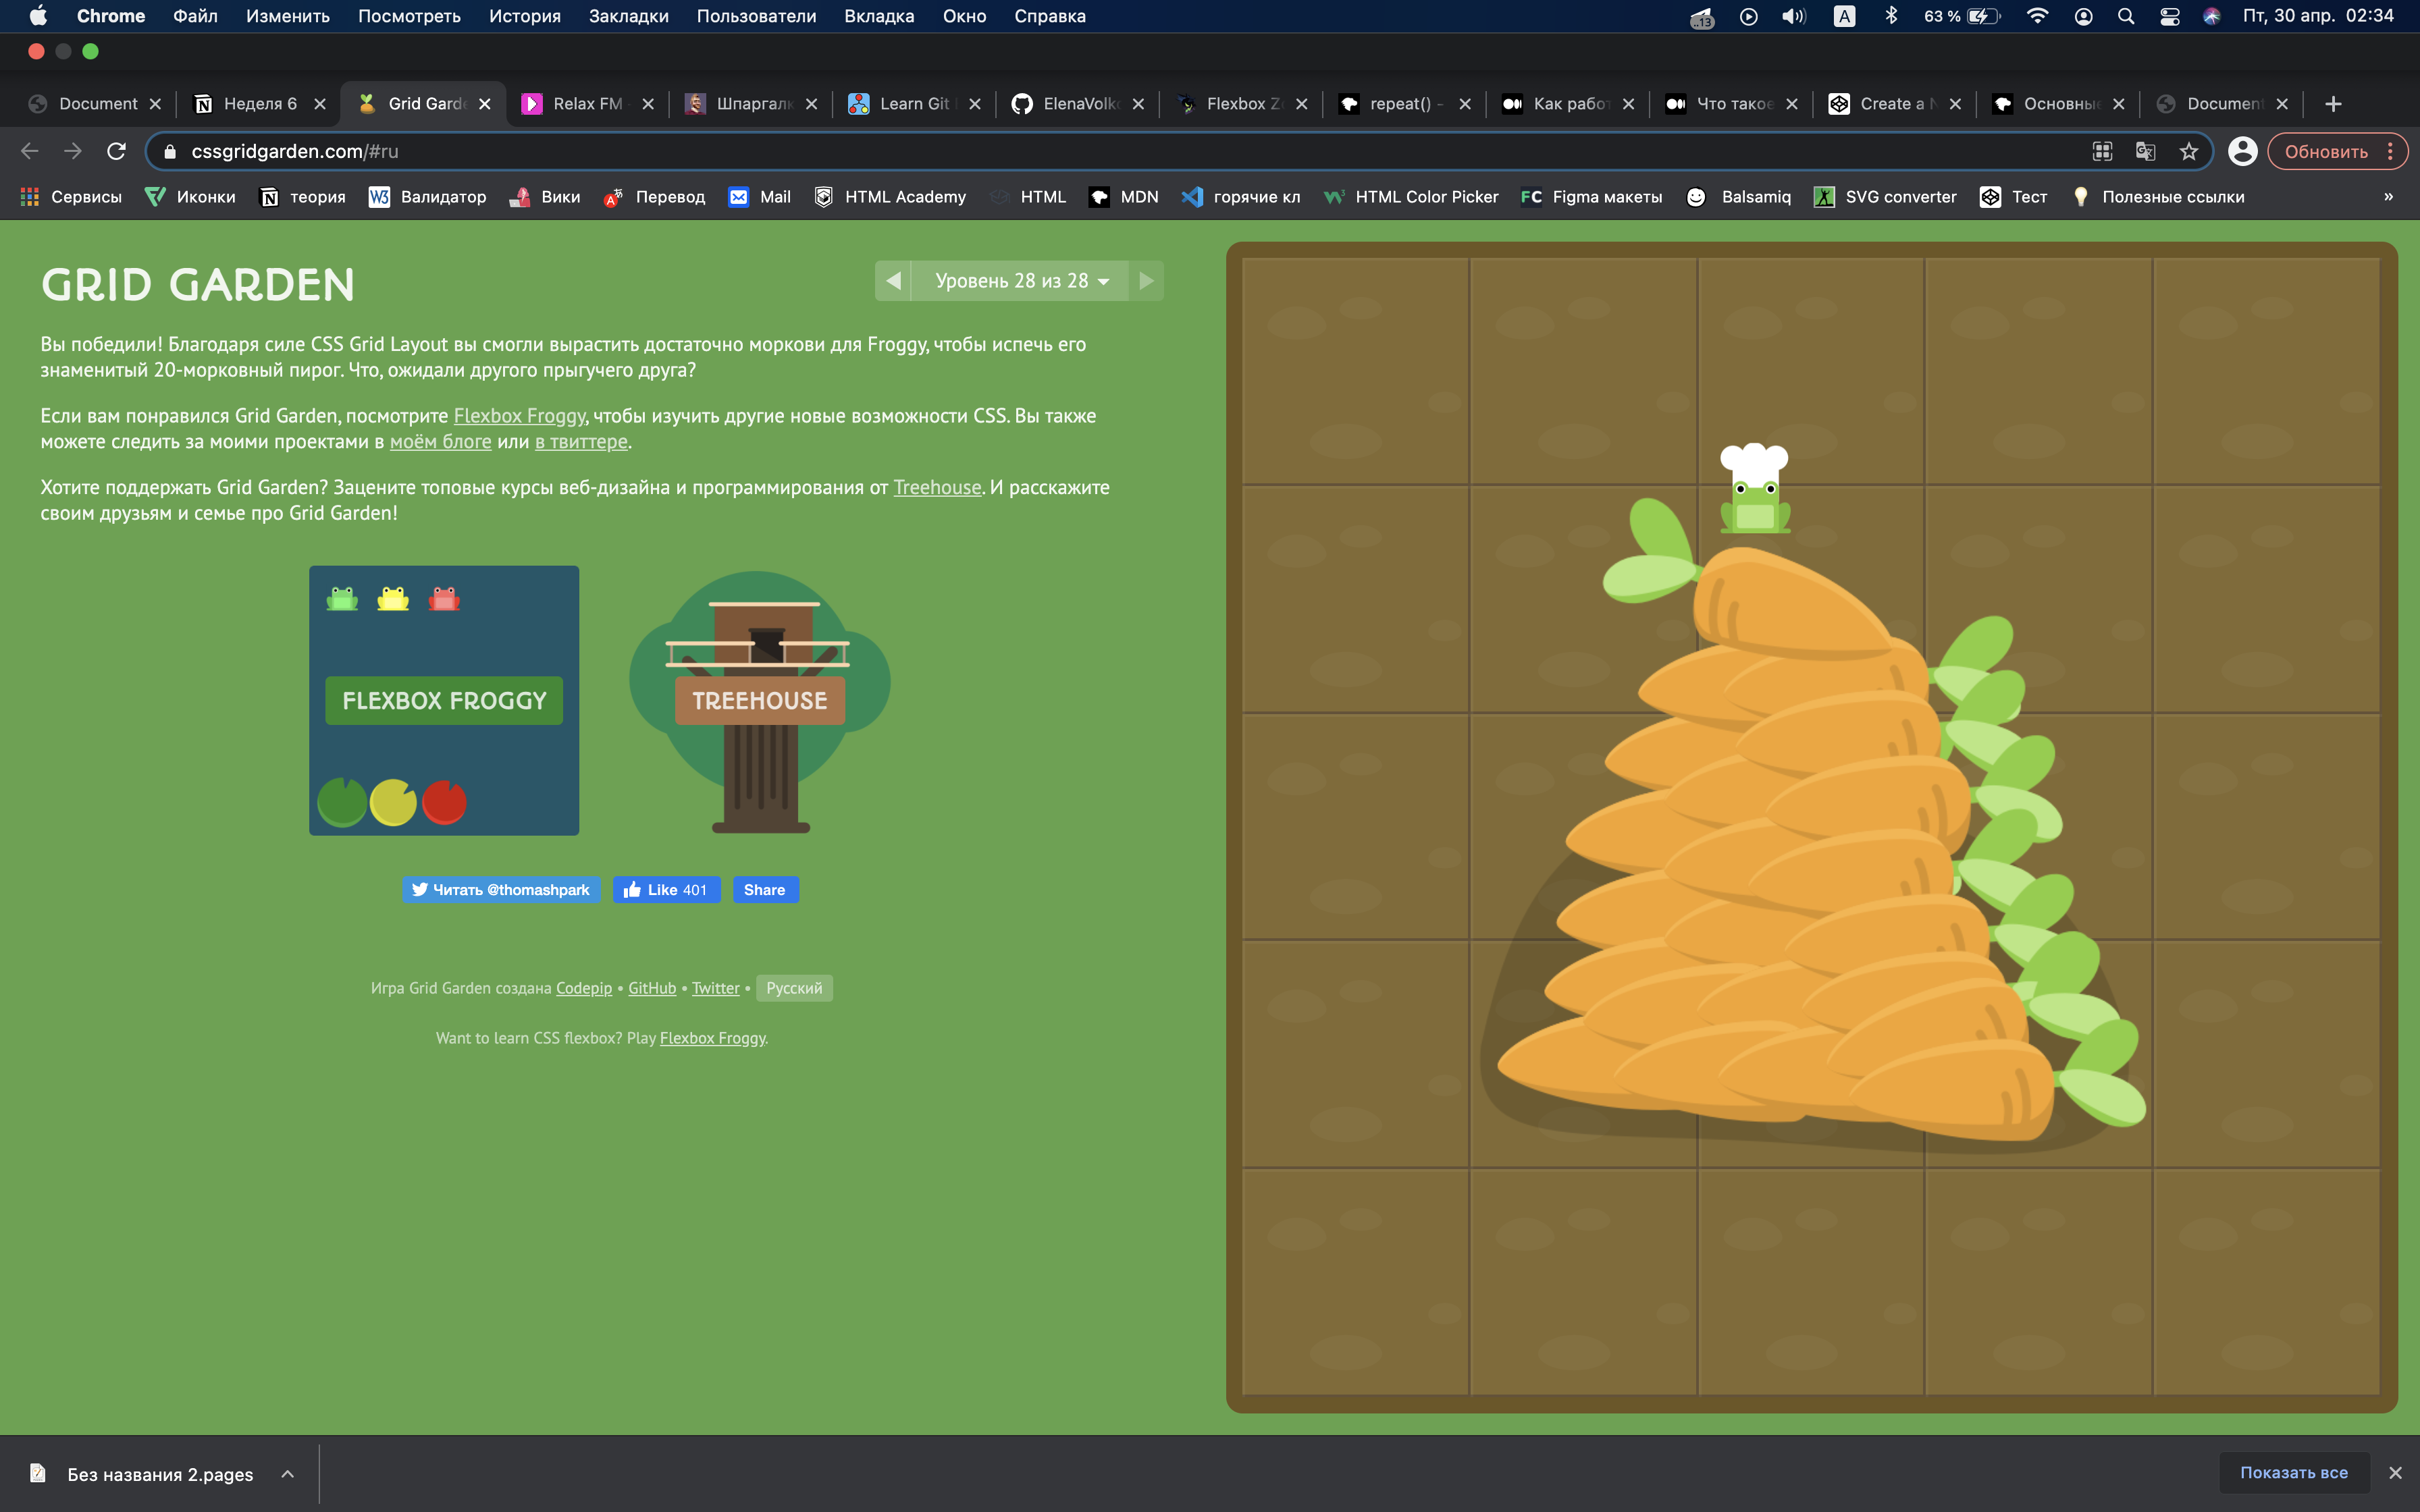 Chrome Файл Изменить Посмотреть История Закладки Пользователи Вкладка Окно Справка
..13 A 63 % Пт, 30 апр. 02:34
Document Неделя 6 Grid Garde Relax FM Шпаргалк Learn Git ElenaVolk Flexbox Z repeat() - Как работ Что такое Create a N Основные Document
cssgridgarden.com/#ru
Обновить
Сервисы Иконки теория W3 Валидатор Вики Перевод Mail HTML Academy HTML MDN горячие кл HTML Color Picker FC Figma макеты Balsamiq SVG converter Тест Полезные ссылки »
GRID GARDEN
Уровень 28 из 28
Вы победили! Благодаря силе CSS Grid Layout вы смогли вырастить достаточно моркови для Froggy, чтобы испечь его
знаменитый 20-морковный пирог. Что, ожидали другого прыгучего друга?
Если вам понравился Grid Garden, посмотрите Flexbox Froggy, чтобы изучить другие новые возможности CSS. Вы также
можете следить за моими проектами в моём блоге или в твиттере.
Хотите поддержать Grid Garden? Зацените топовые курсы веб-дизайна и программирования от Treehouse. И расскажите
своим друзьям и семье про Grid Garden!
FLEXBOX FROGGY
TREEHOUSE
Читать @thomashpark Like 401 Share
Игра Grid Garden создана Codepip • GitHub • Twitter • Русский
Want to learn CSS flexbox? Play Flexbox Froggy.
Без названия 2.pages
Показать все